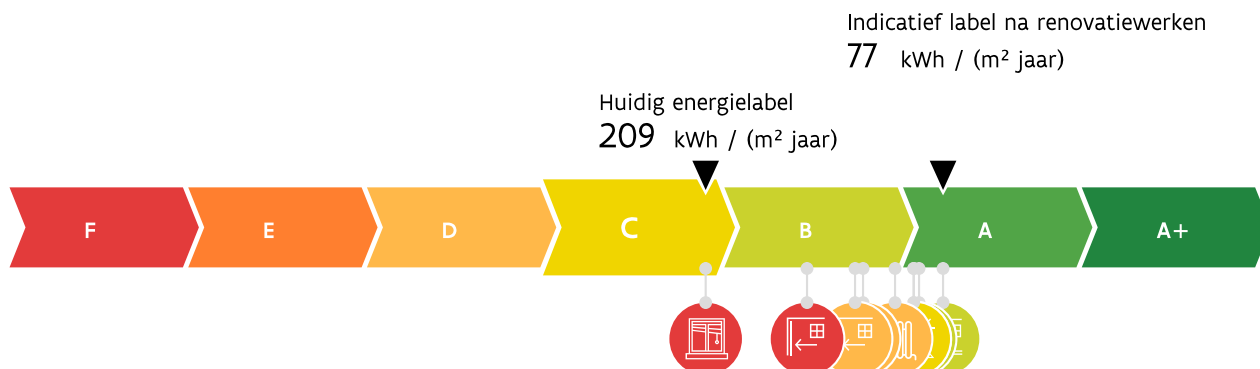 Indicatief label na renovatiewerken
77 kWh / (m² jaar)
Huidig energielabel
209 kWh / (m² jaar)
F E D C B A A+